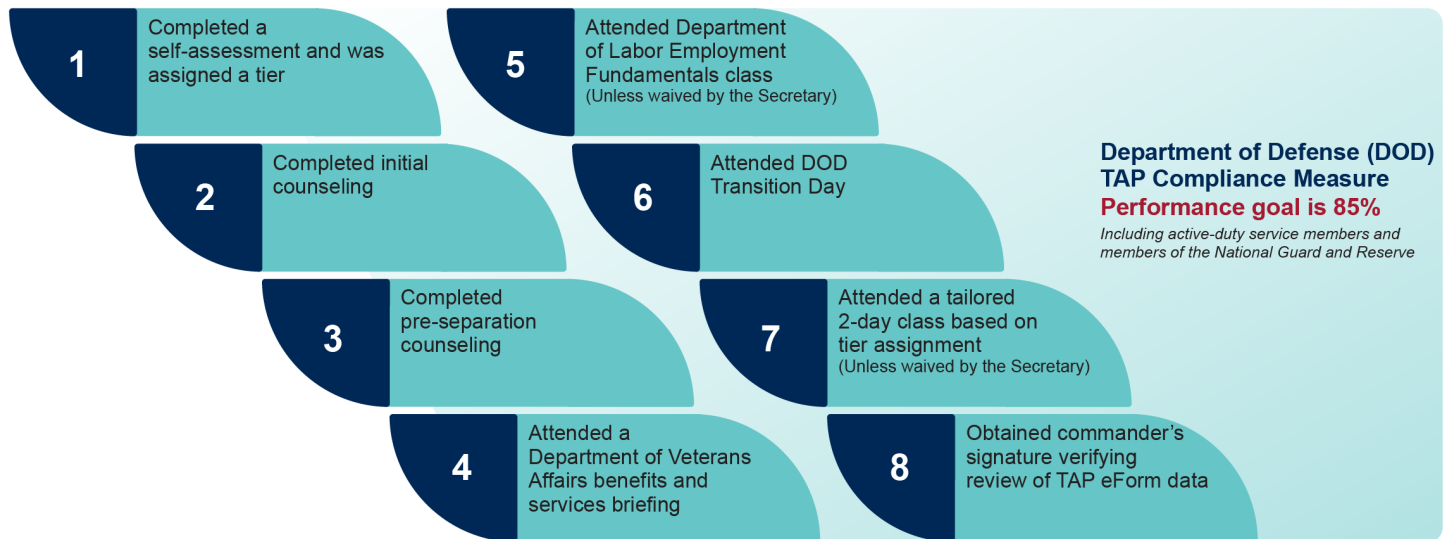 1
Completed a
self-assessment and was
assigned a tier
2
Completed initial
counseling
3
Completed
pre-separation
counseling
4
Attended a
Department of Veterans
Affairs benefits and
services briefing
5
Attended Department
of Labor Employment
Fundamentals class
(Unless waived by the Secretary)
6
Attended DOD
Transition Day
7
Attended a tailored
2-day class based on
tier assignment
(Unless waived by the Secretary)
8
Obtained commander’s
signature verifying
review of TAP eForm data
Department of Defense (DOD)
TAP Compliance Measure
Performance goal is 85%
Including active-duty service members and
members of the National Guard and Reserve